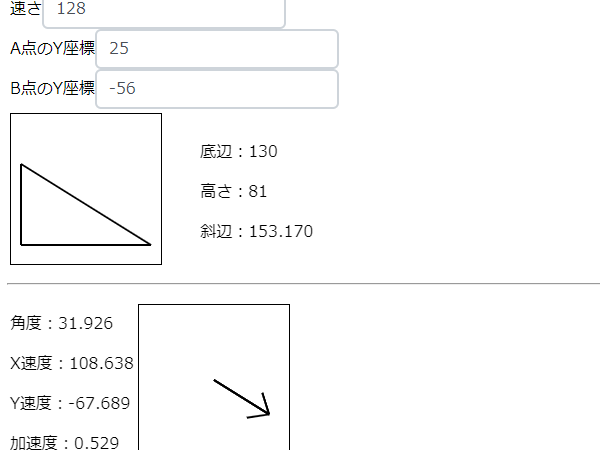 速さ 128
A点のY座標 25
B点のY座標 -56
底辺：130
高さ：81
斜辺：153.170
角度：31.926
X速度：108.638
Y速度：-67.689
加速度：0.529